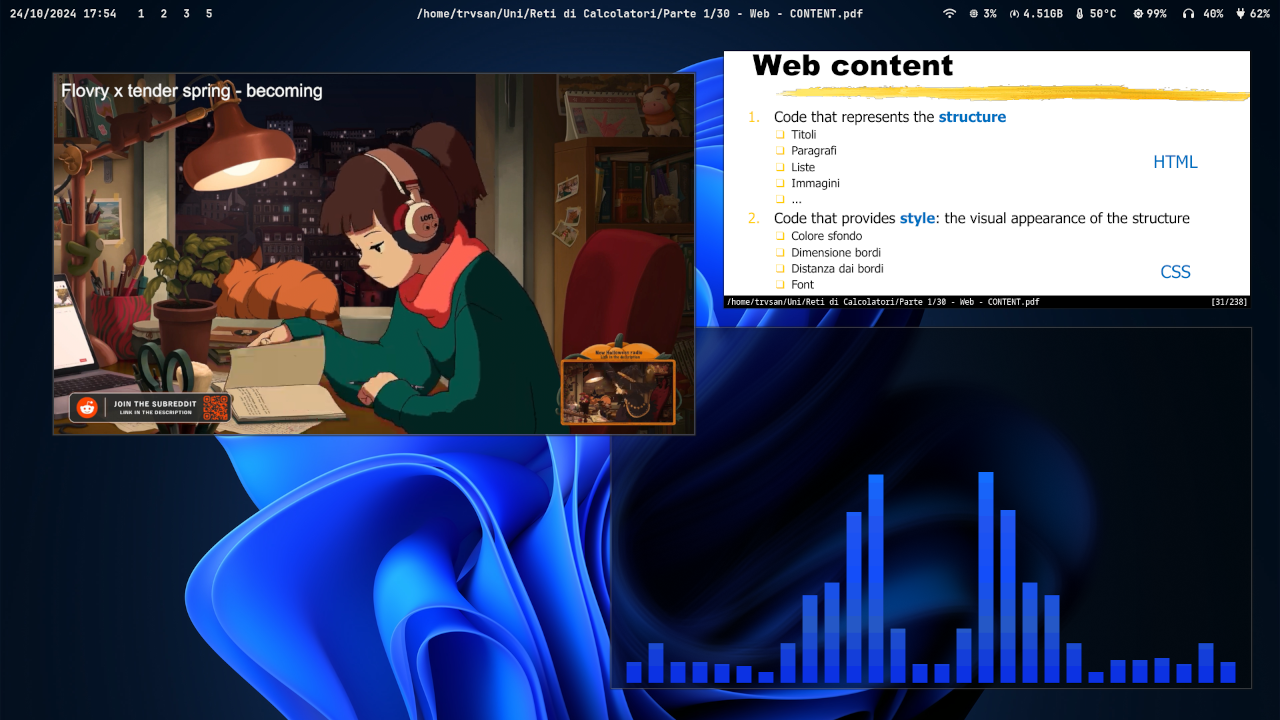 24/10/2024 17:54 1 2 3 5 /home/trvsan/Uni/Reti di Calcolatori/Parte 1/30 - Web - CONTENT.pdf 3% 4.51GB 50°C 99% 40% 62%
Flovry x tender spring - becoming
LOFI
New Halloween radio
Link in the description
JOIN THE SUBREDDIT
LINK IN THE DESCRIPTION
Web content
1. Code that represents the structure
Titoli
Paragrafi
Liste
Immagini
...
HTML
2. Code that provides style: the visual appearance of the structure
Colore sfondo
Dimensione bordi
Distanza dai bordi
Font
CSS
/home/trvsan/Uni/Reti di Calcolatori/Parte 1/30 - Web - CONTENT.pdf [31/238]